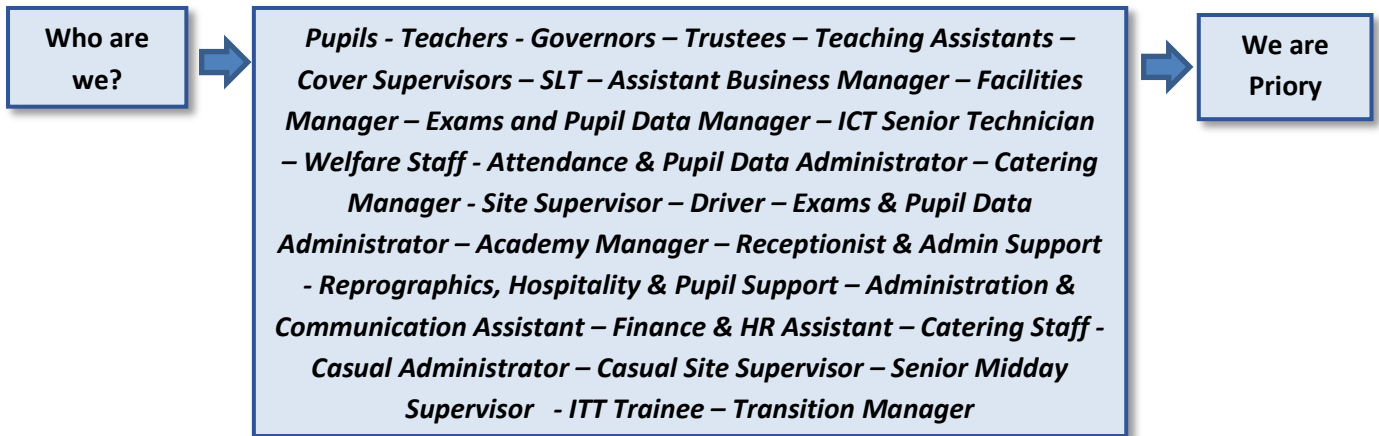 Who are
we?
Pupils - Teachers - Governors – Trustees – Teaching Assistants –
Cover Supervisors – SLT – Assistant Business Manager – Facilities
Manager – Exams and Pupil Data Manager – ICT Senior Technician
– Welfare Staff - Attendance & Pupil Data Administrator – Catering
Manager - Site Supervisor – Driver – Exams & Pupil Data
Administrator – Academy Manager – Receptionist & Admin Support
- Reprographics, Hospitality & Pupil Support – Administration &
Communication Assistant – Finance & HR Assistant – Catering Staff -
Casual Administrator – Casual Site Supervisor – Senior Midday
Supervisor - ITT Trainee – Transition Manager
We are
Priory